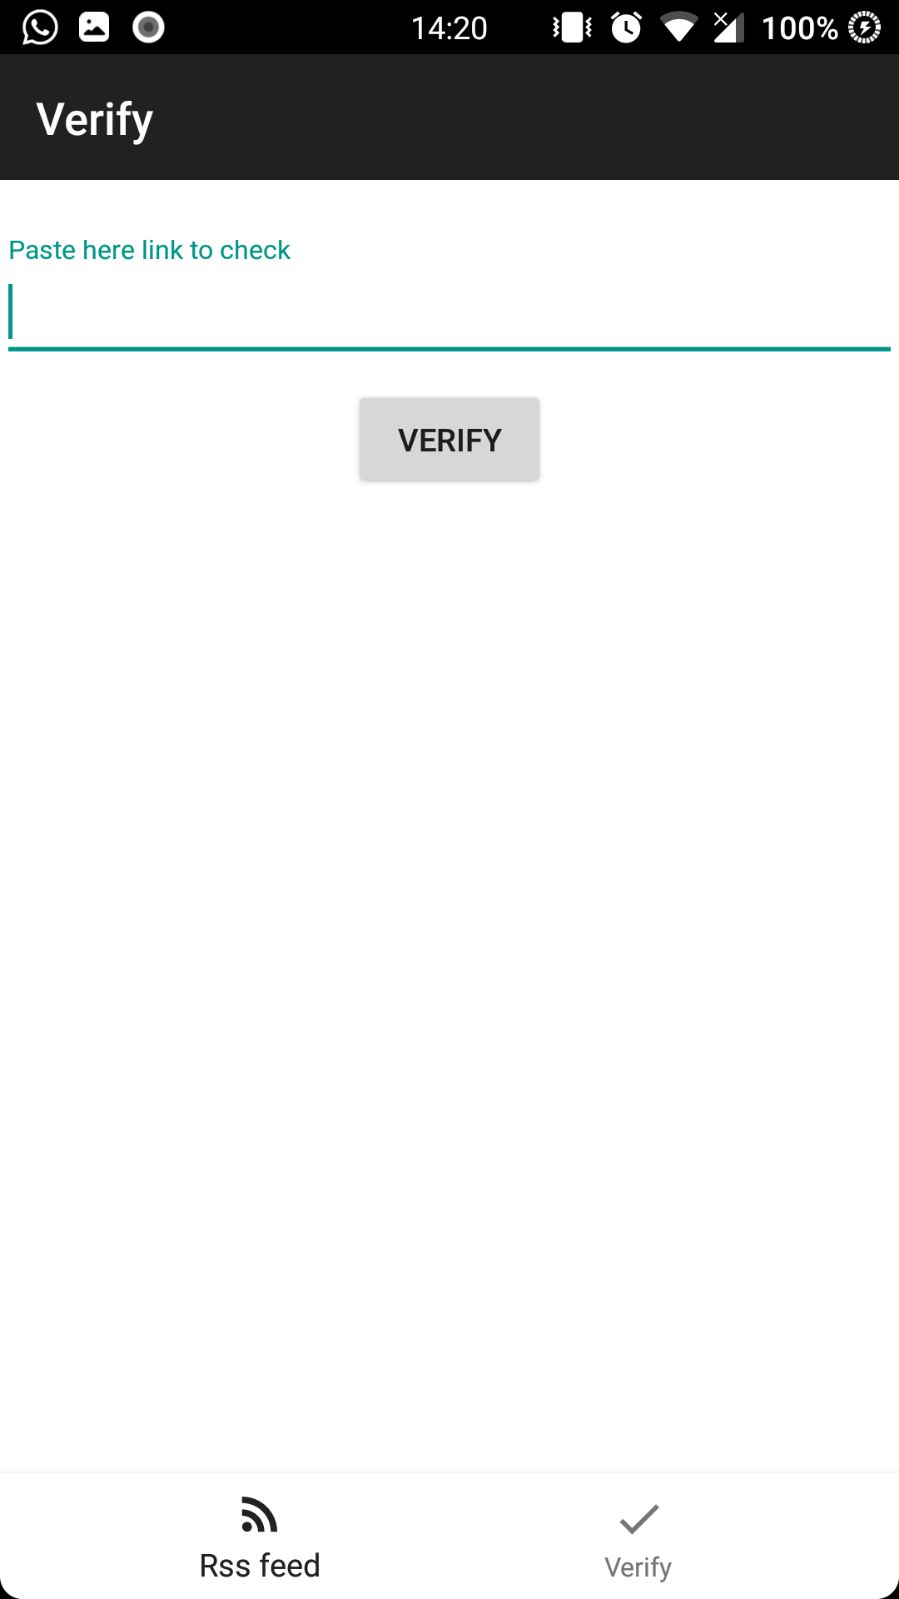 14:20
100%
Verify
Paste here link to check
VERIFY
Rss feed
Verify